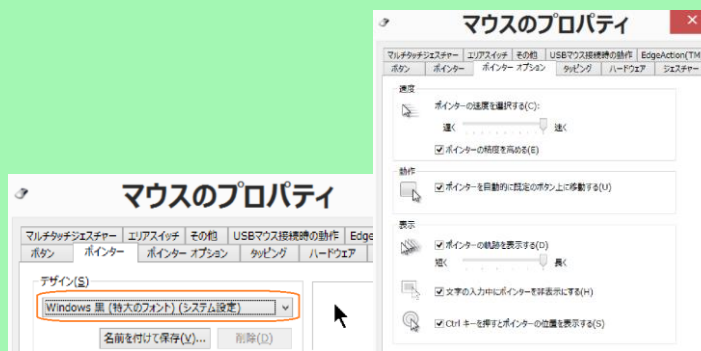 マウスのプロパティ
マルチタッチジェスチャー エリアスイッチ その他 USBマウス接続時の動作 Edge
ボタン ポインター ポインター オプション タッピング ハードウェア
デザイン(S)
Windows 黒 (特大のフォント) (システム設定)
名前を付けて保存(V)... 削除(D)
マウスのプロパティ
マルチタッチジェスチャー エリアスイッチ その他 USBマウス接続時の動作 EdgeAction(TM
ボタン ポインター ポインター オプション タッピング ハードウェア ジェスチャー
速度
ポインターの速度を選択する(C):
遅く 速く
ポインターの精度を高める(E)
動作
ポインターを自動的に既定のボタン上に移動する(U)
表示
ポインターの軌跡を表示する(D)
短く 長く
文字の入力中にポインターを非表示にする(H)
Ctrl キーを押すとポインターの位置を表示する(S)